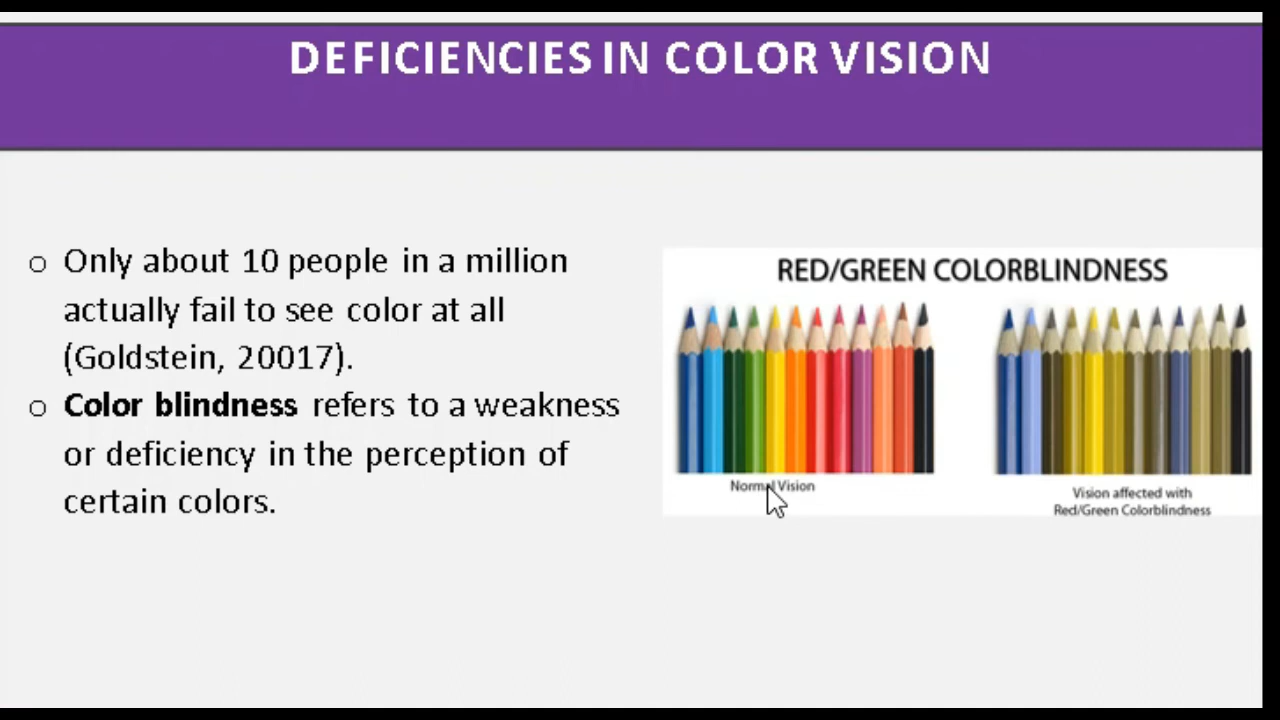 DEFICIENCIES IN COLOR VISION
o Only about 10 people in a million
actually fail to see color at all
(Goldstein, 20017).
o Color blindness refers to a weakness
or deficiency in the perception of
certain colors.
RED/GREEN COLORBLINDNESS
Normal Vision
Vision affected with
Red/Green Colorblindness